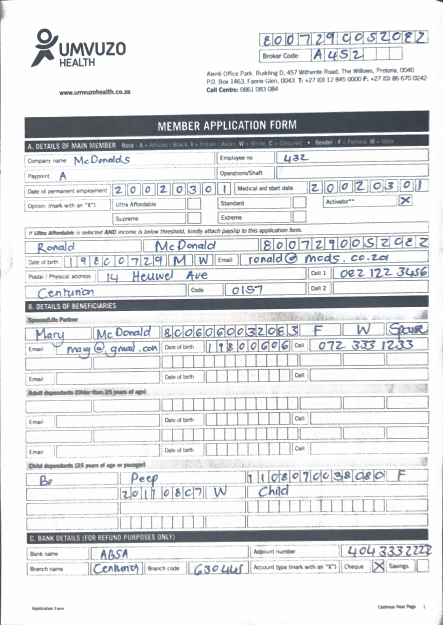 8007290052082
UMVUZO
HEALTH
Broker Code: A452
Alenti Office Park, Building D, 457 Witherite Road, The Willows, Pretoria, 0040
P.O. Box 1463, Faerie Glen, 0043 T: +27 (0) 12 845 0000 F: +27 (0) 86 670 0242
Call Centre: 0861 083 084
www.umvuzohealth.co.za
MEMBER APPLICATION FORM
A. DETAILS OF MAIN MEMBER Race - A = African / Black, I = Indian / Asian, W = White, C = Coloured • Gender - F = Female, M = Male
Company name McDonalds Employee no 432
Paypoint A Operations/Shaft
Date of permanent employment 20020301 Medical aid start date 20020301
Option: (mark with an "X") Ultra Affordable Standard Activator** X
Supreme Extreme
If Ultra Affordable is selected AND income is below threshold, kindly attach payslip to this application form.
Ronald McDonald 8007290052082
Date of birth 19800729 M W Email ronald@mcds.co.za
Postal / Physical address 14 Heuwel Ave Cell 1 082 122 3456
Centurion Code 0157 Cell 2
B. DETAILS OF BENEFICIARIES
Spouse/Life Partner
Mary McDonald 8006060032083 F W Spouse
Email mary@gmail.com Date of birth 19800606 Cell 072 333 1233
Email Date of birth Cell
Adult dependants (Older than 25 years of age)
Email Date of birth Cell
Email Date of birth Cell
Child dependants (25 years of age or younger)
Bo Peep 1108070038080 F
20110807 W Child
C. BANK DETAILS (FOR REFUND PURPOSES ONLY)
Bank name ABSA Account number 404 3332222
Branch name Centurion Branch code 630445 Account type (mark with an "X") Cheque X Savings
Application Form Continues Next Page 1